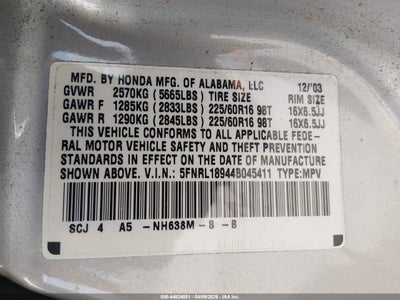 MFD. BY HONDA MFG. OF ALABAMA, LLC 12/03
GVWR 2570KG (5665LBS) TIRE SIZE RIM SIZE
GAWR F 1285KG (2833LBS) 225/60R16 98T 16X6.5JJ
GAWR R 1290KG (2845LBS) 225/60R16 98T 16X6.5JJ
THIS VEHICLE CONFORMS TO ALL APPLICABLE FEDE-
RAL MOTOR VEHICLE SAFETY AND THEFT PREVENTION
STANDARDS IN EFFECT ON THE DATE OF MANUFACTURE
SHOWN ABOVE. V.I.N.: 5FNRL18944B045411 TYPE:MPV
SCJ 4 A5 -NH638M -B -B